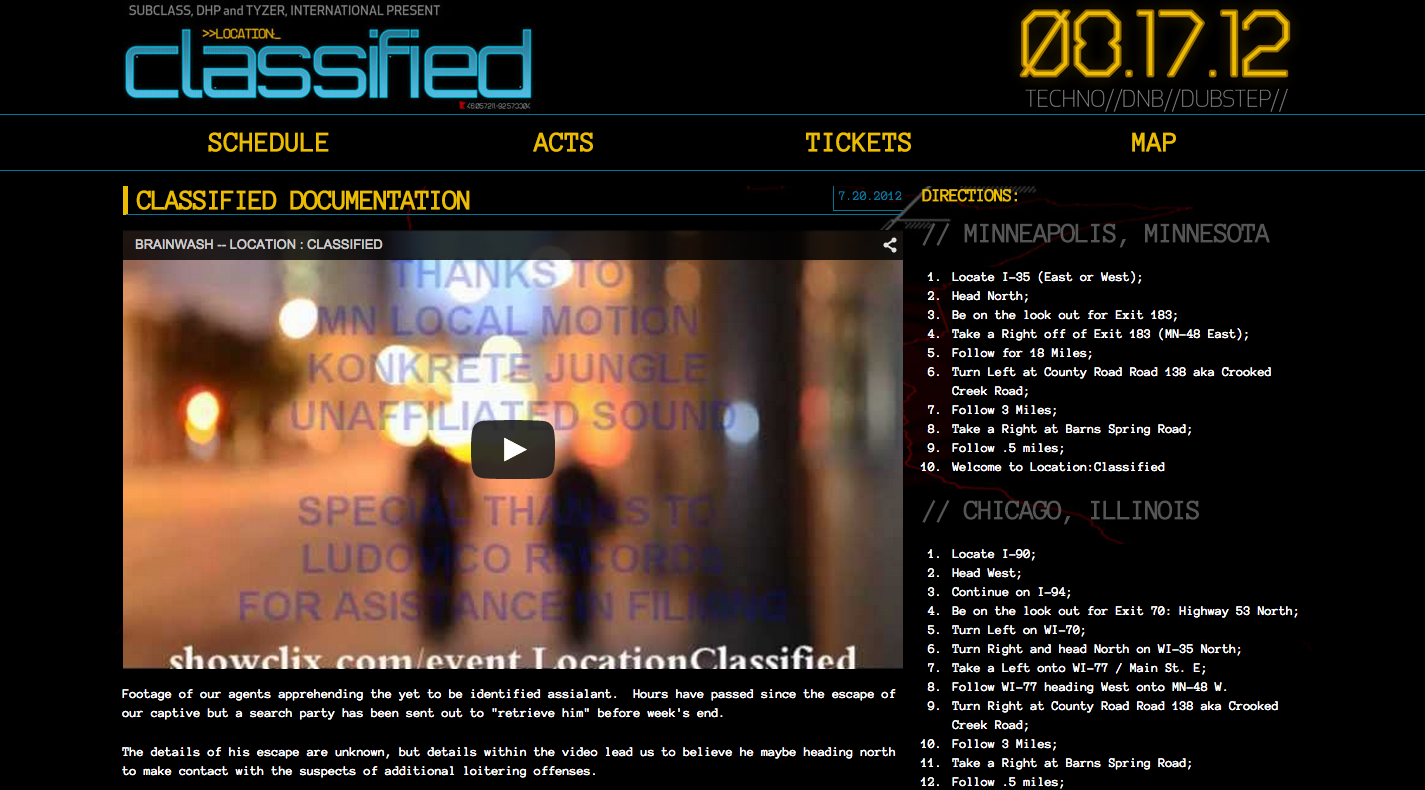 SUBCLASS, DHP and TYZER, INTERNATIONAL PRESENT
>>LOCATION:_
classified
08.17.12
TECHNO//DNB//DUBSTEP//
SCHEDULE
ACTS
TICKETS
MAP
CLASSIFIED DOCUMENTATION
7.20.2012
BRAINWASH -- LOCATION : CLASSIFIED
THANKS TO
MN LOCAL MOTION
KONKRETE JUNGLE
UNAFFILIATED SOUND
SPECIAL THANKS TO
LUDOVICO RECORDS
FOR ASISTANCE IN FILMING
showclix.com/event LocationClassified
Footage of our agents apprehending the yet to be identified assialant.  Hours have passed since the escape of
our captive but a search party has been sent out to "retrieve him" before week's end.
The details of his escape are unknown, but details within the video lead us to believe he maybe heading north
to make contact with the suspects of additional loitering offenses.
DIRECTIONS:
// MINNEAPOLIS, MINNESOTA
1. Locate I-35 (East or West);
2. Head North;
3. Be on the look out for Exit 183;
4. Take a Right off of Exit 183 (MN-48 East);
5. Follow for 18 Miles;
6. Turn Left at County Road Road 138 aka Crooked
Creek Road;
7. Follow 3 Miles;
8. Take a Right at Barns Spring Road;
9. Follow .5 miles;
10. Welcome to Location:Classified
// CHICAGO, ILLINOIS
1. Locate I-90;
2. Head West;
3. Continue on I-94;
4. Be on the look out for Exit 70: Highway 53 North;
5. Turn Left on WI-70;
6. Turn Right and head North on WI-35 North;
7. Take a Left onto WI-77 / Main St. E;
8. Follow WI-77 heading West onto MN-48 W.
9. Turn Right at County Road Road 138 aka Crooked
Creek Road;
10. Follow 3 Miles;
11. Take a Right at Barns Spring Road;
12. Follow .5 miles;